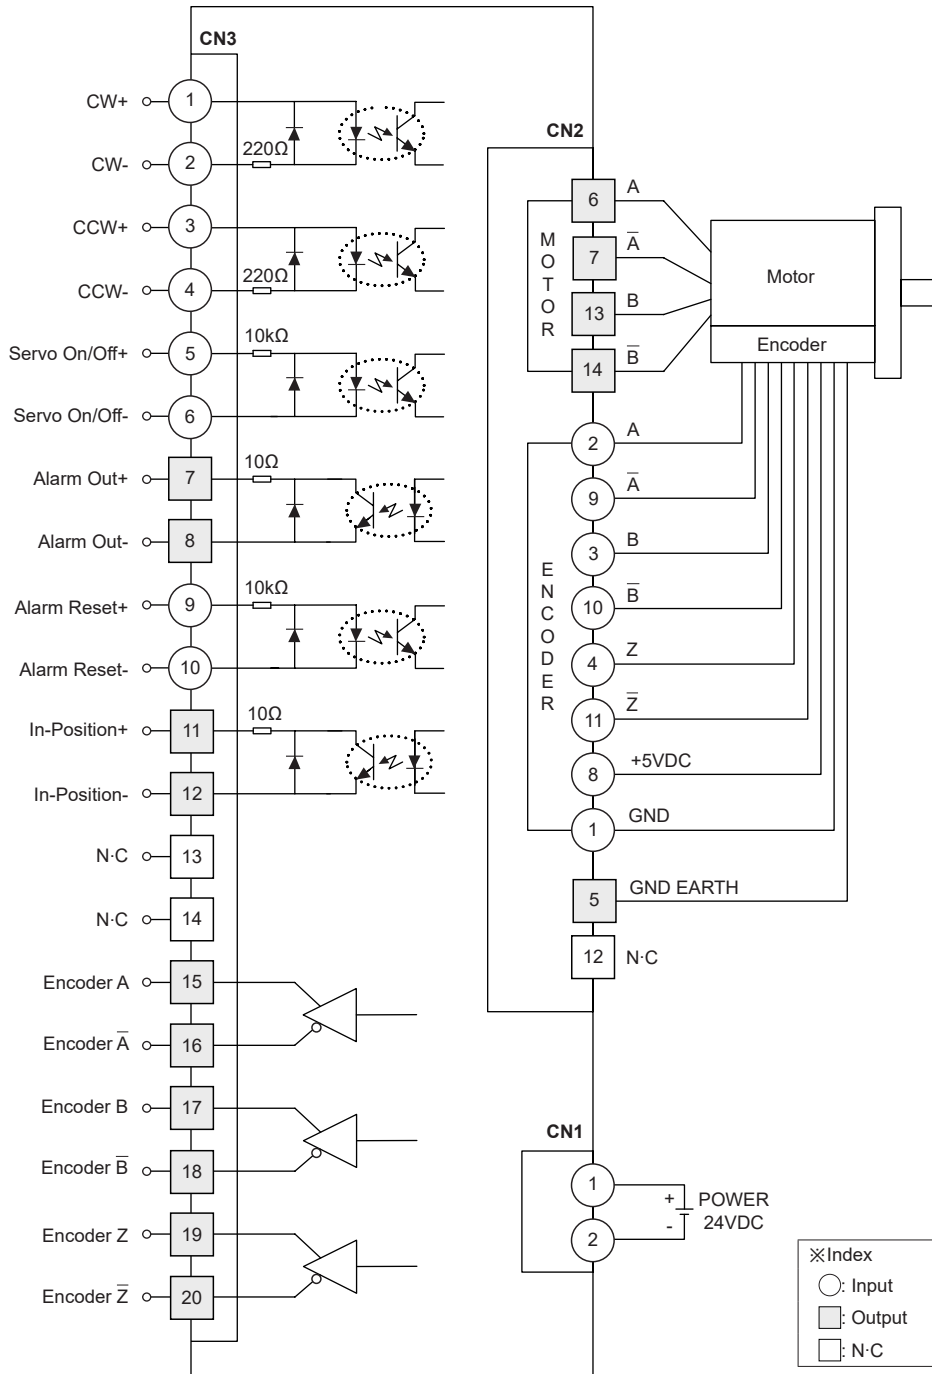 CN3
CW+ 1
CW- 2 220Ω
CCW+ 3
CCW- 4 220Ω
Servo On/Off+ 5 10kΩ
Servo On/Off- 6
Alarm Out+ 7 10Ω
Alarm Out- 8
Alarm Reset+ 9 10kΩ
Alarm Reset- 10
In-Position+ 11 10Ω
In-Position- 12
N·C 13
N·C 14
Encoder A 15
Encoder A̅ 16
Encoder B 17
Encoder B̅ 18
Encoder Z 19
Encoder Z̅ 20
CN2
MOTOR
6 A
7 A̅
13 B
14 B̅
Motor
Encoder
ENCODER
2 A
9 A̅
3 B
10 B̅
4 Z
11 Z̅
8 +5VDC
1 GND
5 GND EARTH
12 N·C
CN1
1 +
2 -
POWER
24VDC
※Index
: Input
: Output
: N·C